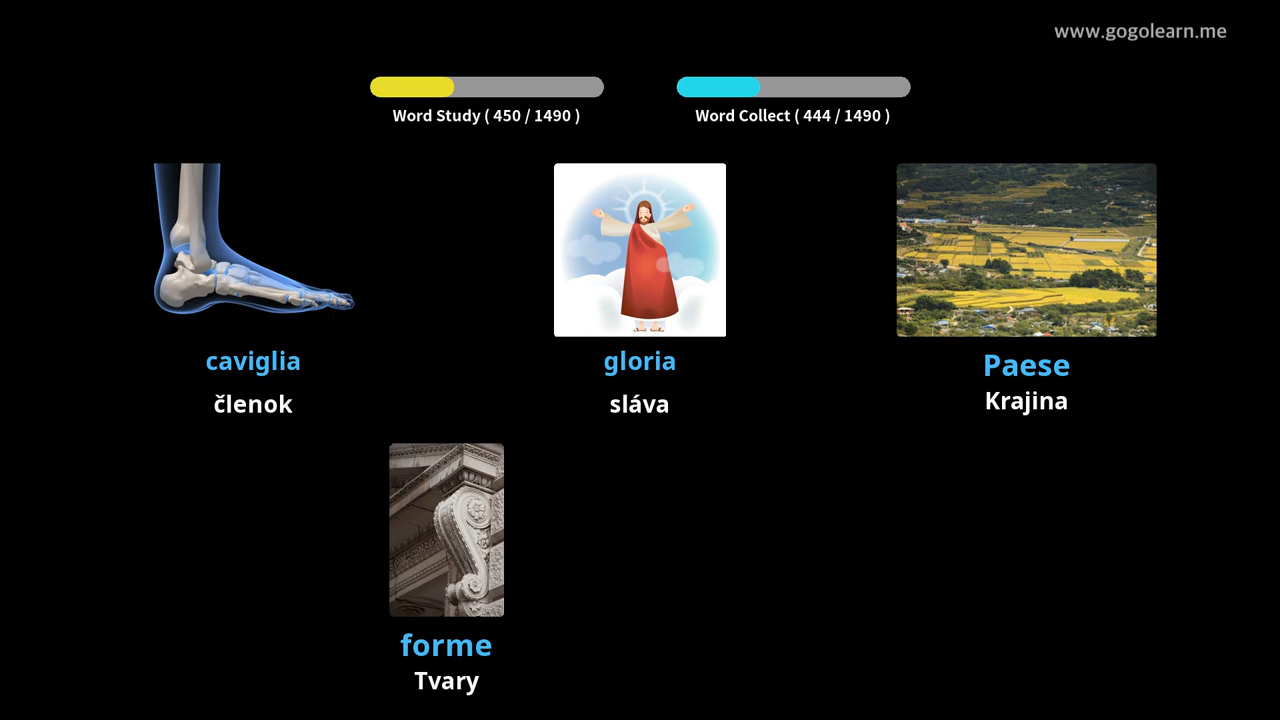 www.gogolearn.me
Word Study ( 450 / 1490 )
Word Collect ( 444 / 1490 )
caviglia
členok
gloria
sláva
Paese
Krajina
forme
Tvary